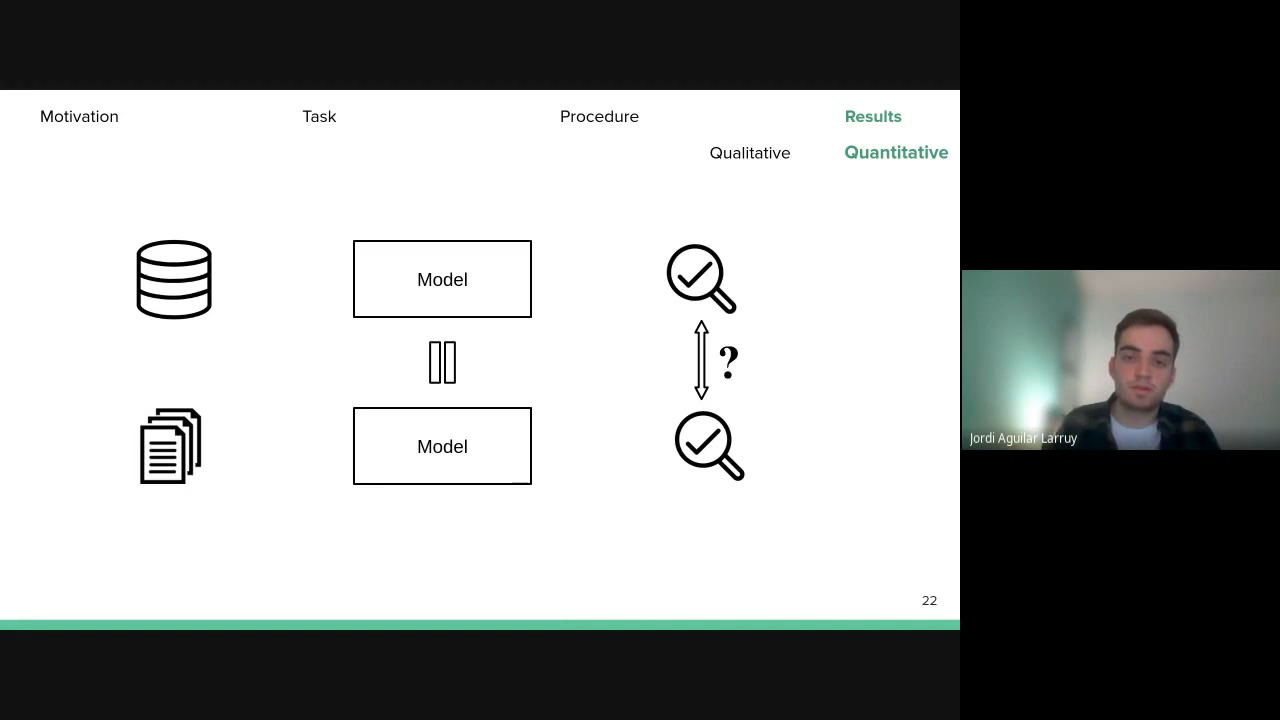 Motivation Task Procedure Results
Qualitative Quantitative
Model
?
Model
Jordi Aguilar Larruy
22